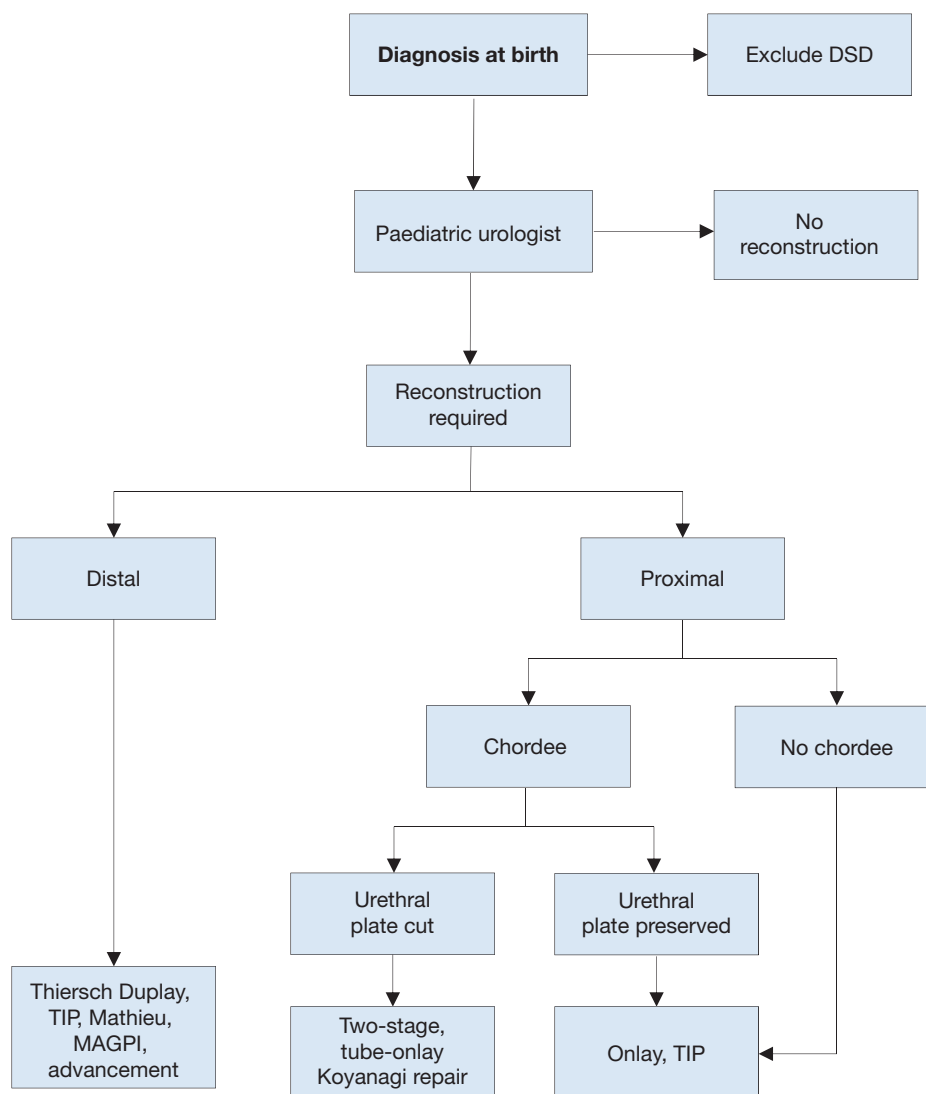 Diagnosis at birth
Exclude DSD
Paediatric urologist
No
reconstruction
Reconstruction
required
Distal
Proximal
Chordee
No chordee
Urethral
plate cut
Urethral
plate preserved
Thiersch Duplay,
TIP, Mathieu,
MAGPI,
advancement
Two-stage,
tube-onlay
Koyanagi repair
Onlay, TIP